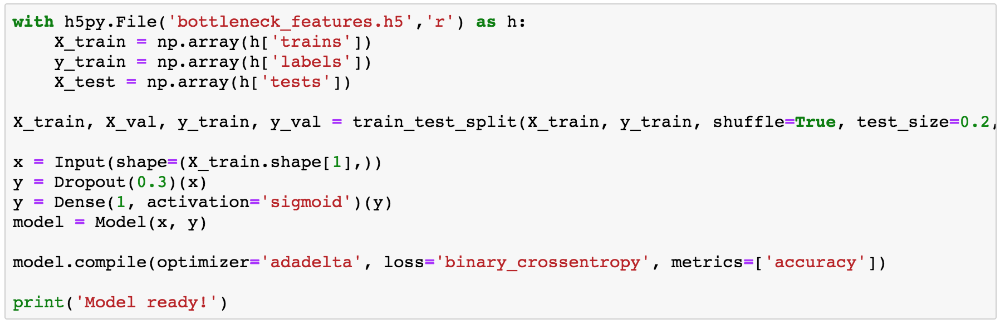 with h5py.File('bottleneck_features.h5','r') as h:
    X_train = np.array(h['trains'])
    y_train = np.array(h['labels'])
    X_test = np.array(h['tests'])

X_train, X_val, y_train, y_val = train_test_split(X_train, y_train, shuffle=True, test_size=0.2,

x = Input(shape=(X_train.shape[1],))
y = Dropout(0.3)(x)
y = Dense(1, activation='sigmoid')(y)
model = Model(x, y)

model.compile(optimizer='adadelta', loss='binary_crossentropy', metrics=['accuracy'])

print('Model ready!')